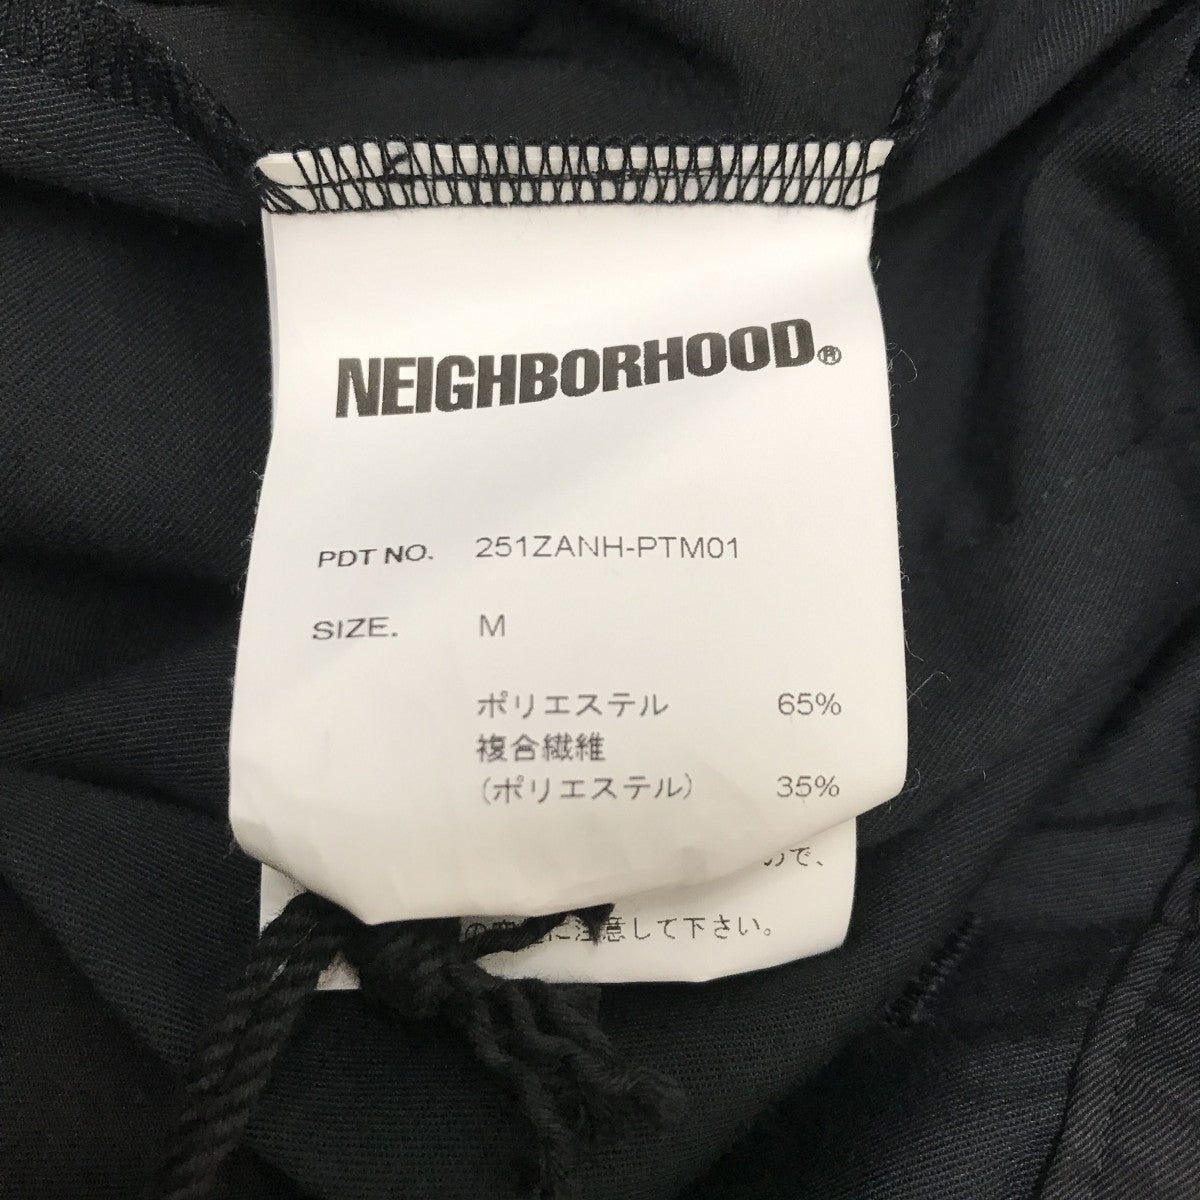 NEIGHBORHOOD®
PDT NO. 251ZANH-PTM01
SIZE. M
ポリエステル 65%
複合繊維
(ポリエステル) 35%
ので、
に注意して下さい。